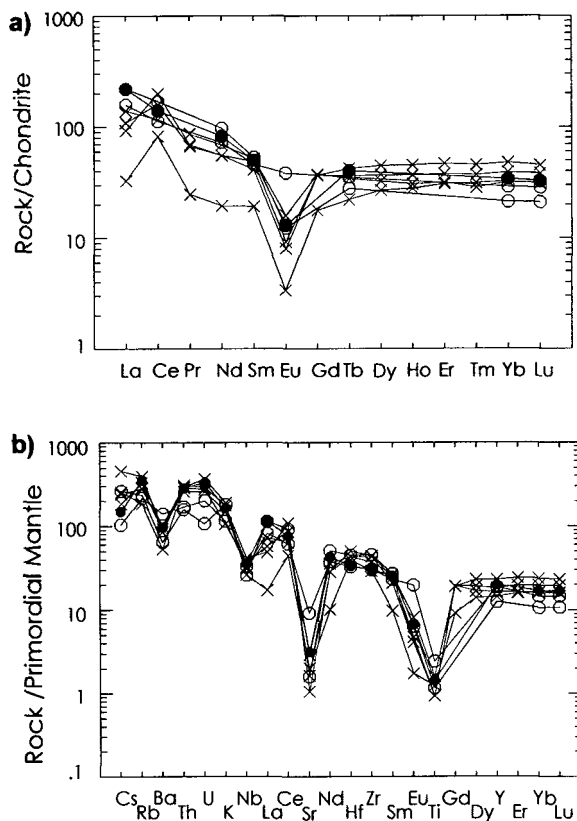 a)
1000
100
10
1
Rock/Chondrite
La Ce Pr Nd Sm Eu Gd Tb Dy Ho Er Tm Yb Lu
b)
1000
100
10
1
.1
Rock /Primordial Mantle
Cs Rb Ba Th U K Nb La Ce Sr Nd Hf Zr Sm Eu Ti Gd Dy Y Er Yb Lu